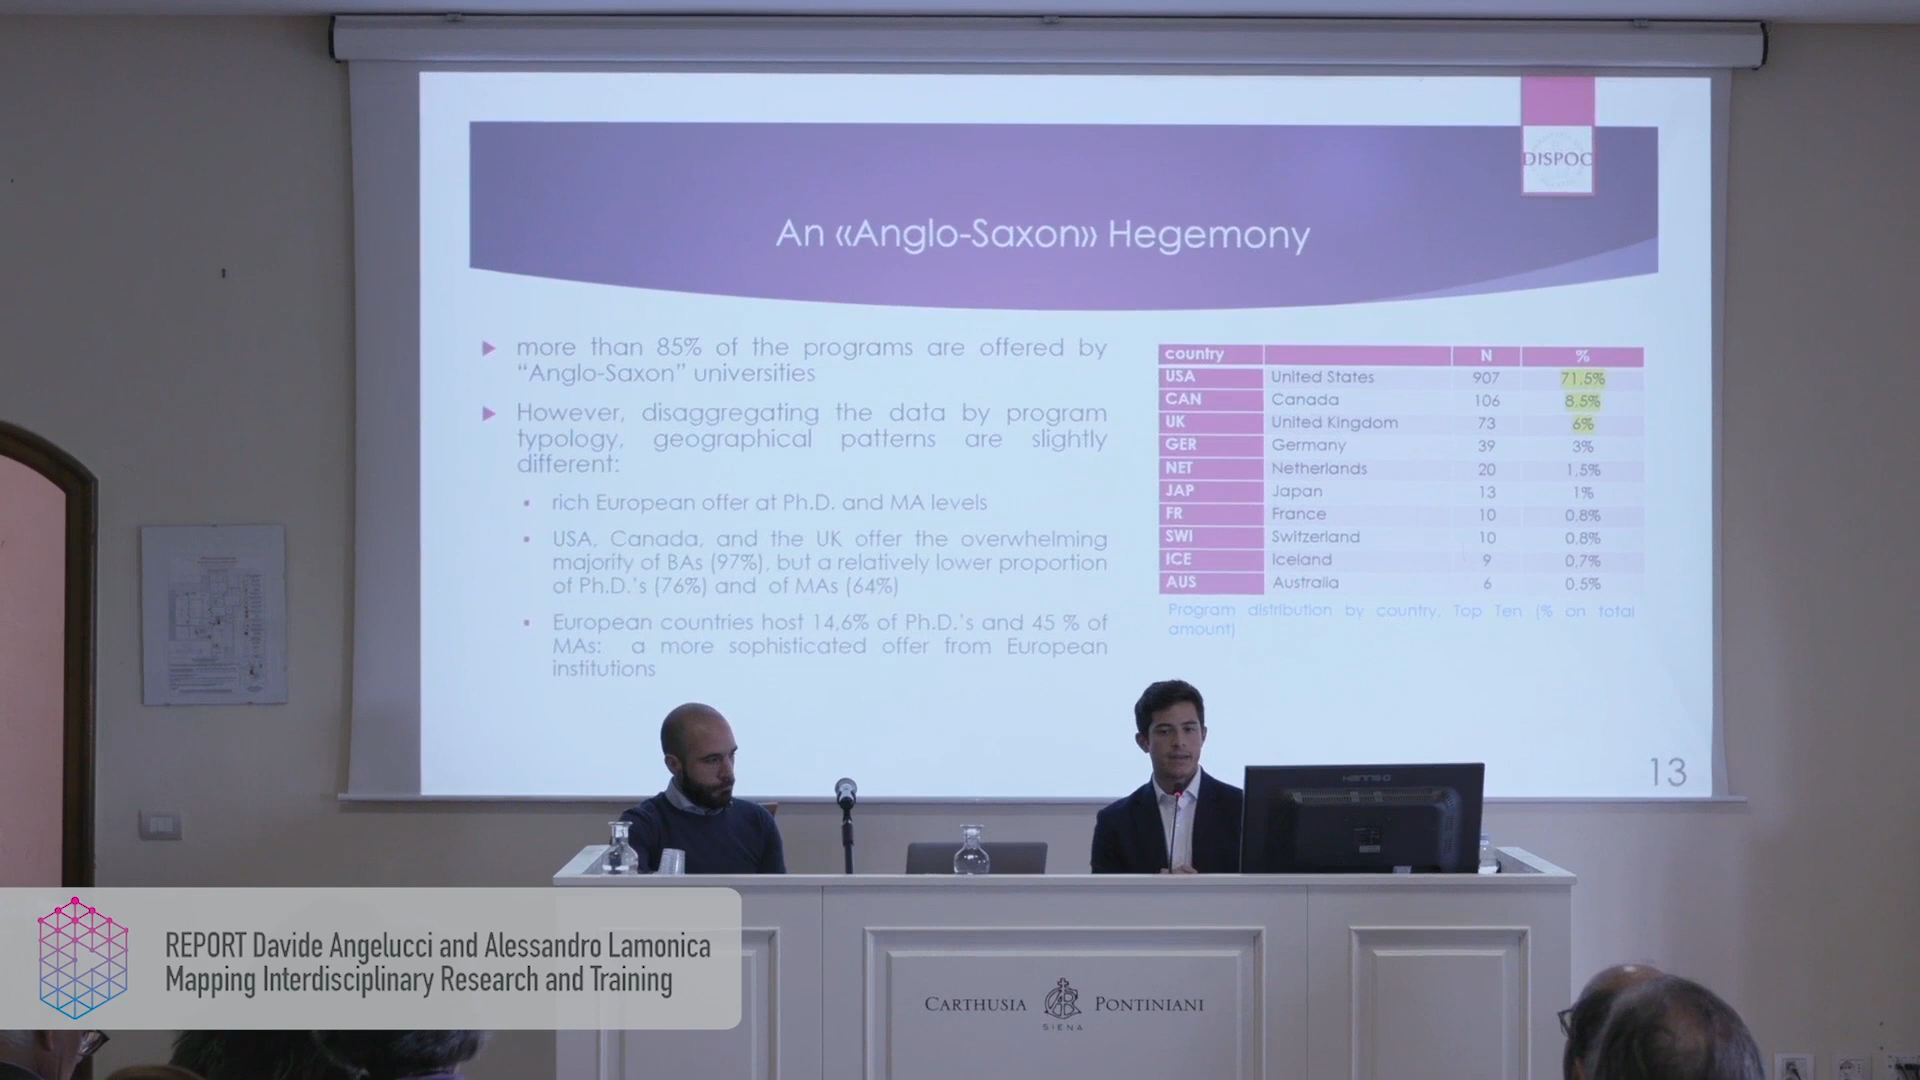 DISPOC
An «Anglo-Saxon» Hegemony
more than 85% of the programs are offered by
“Anglo-Saxon” universities
However, disaggregating the data by program
typology, geographical patterns are slightly
different:
rich European offer at Ph.D. and MA levels
USA, Canada, and the UK offer the overwhelming
majority of BAs (97%), but a relatively lower proportion
of Ph.D.'s (76%) and of MAs (64%)
European countries host 14,6% of Ph.D.'s and 45 % of
MAs: a more sophisticated offer from European
institutions
country N %
USA United States 907 71,5%
CAN Canada 106 8,5%
UK United Kingdom 73 6%
GER Germany 39 3%
NET Netherlands 20 1,5%
JAP Japan 13 1%
FR France 10 0,8%
SWI Switzerland 10 0,8%
ICE Iceland 9 0,7%
AUS Australia 6 0,5%
Program distribution by country. Top Ten (% on total
amount)
13
REPORT Davide Angelucci and Alessandro Lamonica
Mapping Interdisciplinary Research and Training
CARTHUSIA PONTINIANI
SIENA